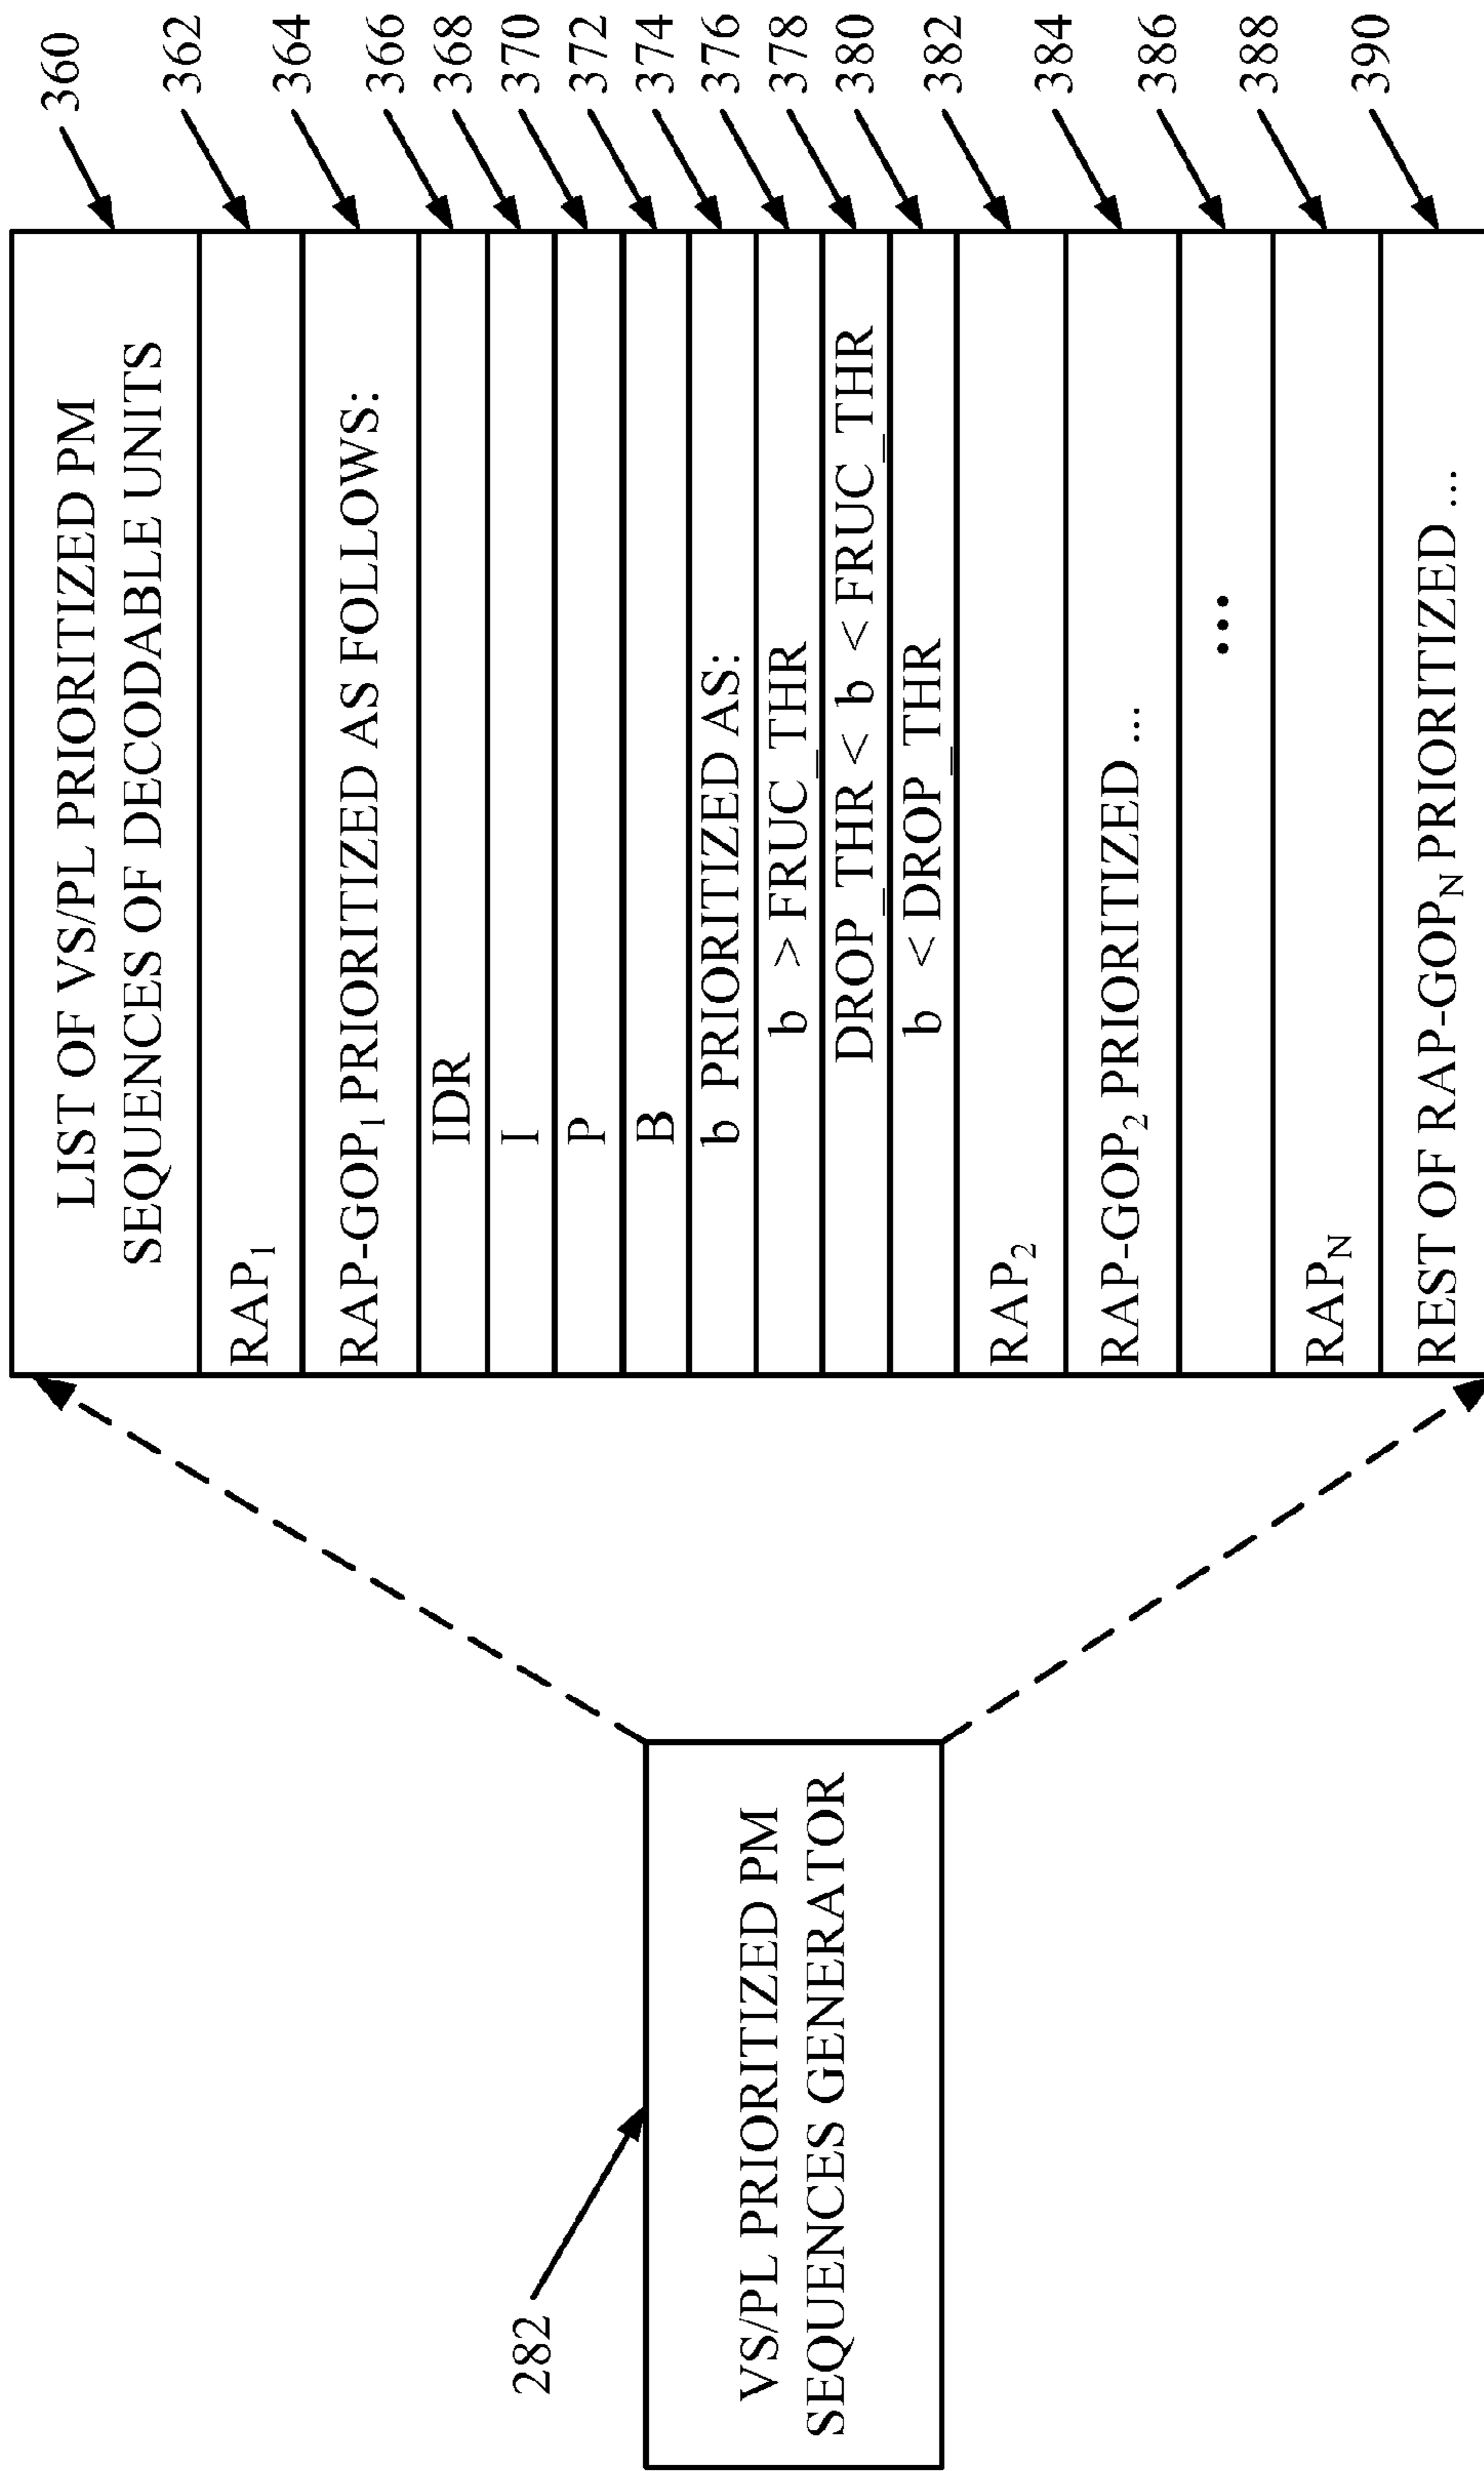 282
VS/PL PRIORITIZED PM
SEQUENCES GENERATOR
LIST OF VS/PL PRIORITIZED PM
SEQUENCES OF DECODABLE UNITS
360
RAP₁
362
RAP-GOP₁ PRIORITIZED AS FOLLOWS:
364
IDR
366
I
368
P
370
B
372
b PRIORITIZED AS:
374
b > FRUC_THR
376
DROP_THR < b < FRUC_THR
378
b < DROP_THR
380
RAP₂
382
RAP-GOP₂ PRIORITIZED ...
384
...
386
RAP_N
388
REST OF RAP-GOP_N PRIORITIZED ...
390